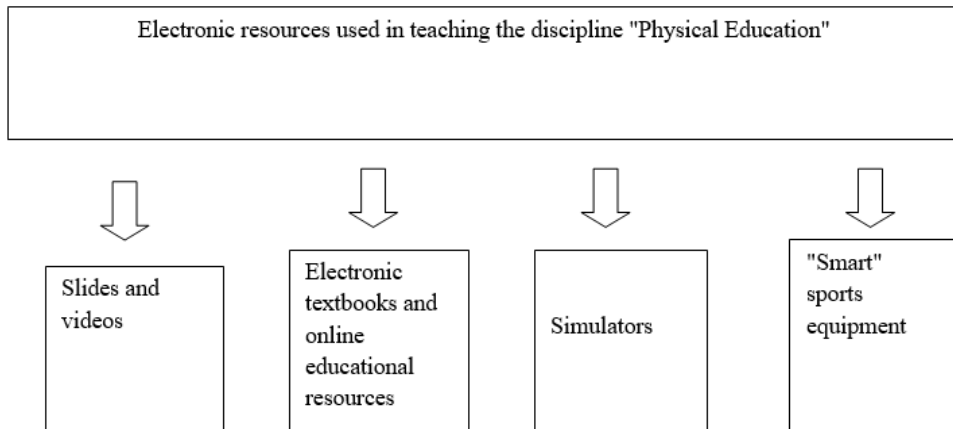 Electronic resources used in teaching the discipline "Physical Education"
Slides and
videos
Electronic
textbooks and
online
educational
resources
Simulators
"Smart"
sports
equipment